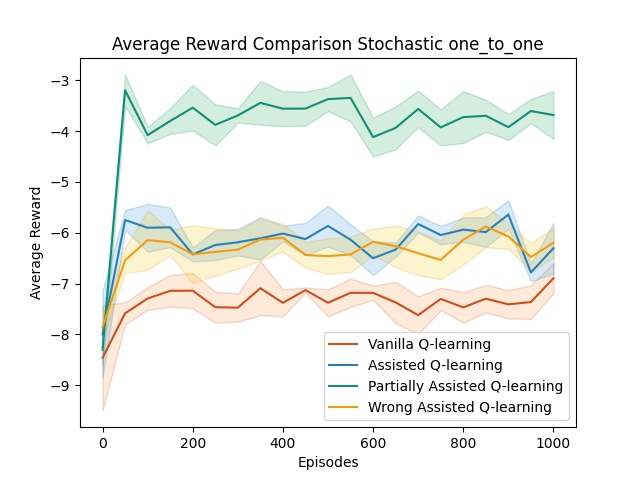 Average Reward Comparison Stochastic one_to_one
Average Reward
−3
−4
−5
−6
−7
−8
−9
0
200
400
600
800
1000
Episodes
Vanilla Q-learning
Assisted Q-learning
Partially Assisted Q-learning
Wrong Assisted Q-learning